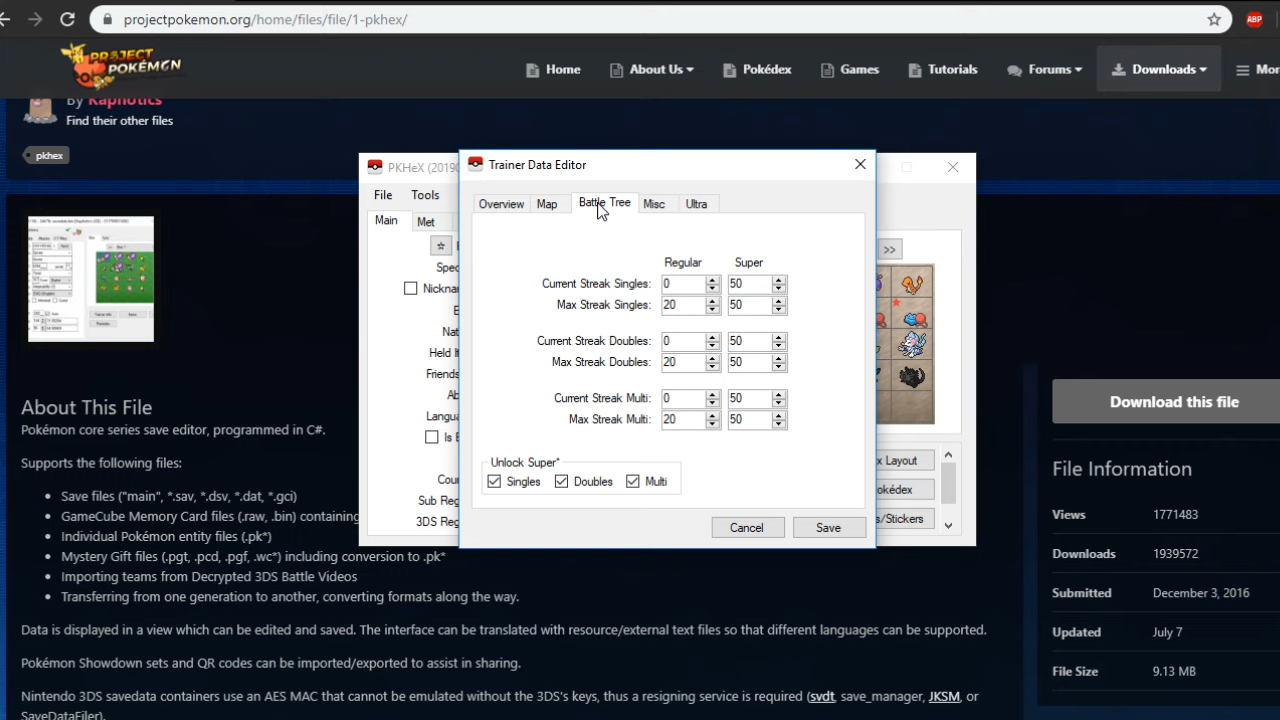 projectpokemon.org/home/files/file/1-pkhex/
ABP
PROJECT
POKÉMON
Home
About Us
Pokédex
Games
Tutorials
Forums
Downloads
By Kaphotics
Find their other files
pkhex
PKHeX (2019
File
Tools
Main
Met
Nickna
Held I
Friends
Langua
Sub Reg
3DS Reg
>>
x Layout
okédex
s/Stickers
Trainer Data Editor
Overview
Map
Battle Tree
Misc
Ultra
Regular Super
Current Streak Singles: 0 50
Max Streak Singles: 20 50
Current Streak Doubles: 0 50
Max Streak Doubles: 20 50
Current Streak Multi: 0 50
Max Streak Multi: 20 50
Unlock Super*
Singles Doubles Multi
Cancel
Save
About This File
Pokémon core series save editor, programmed in C#.
Supports the following files:
Save files ("main", *.sav, *.dsv, *.dat, *.gci)
GameCube Memory Card files (.raw, .bin) containing
Individual Pokémon entity files (.pk*)
Mystery Gift files (.pgt, .pcd, .pgf, .wc*) including conversion to .pk*
Importing teams from Decrypted 3DS Battle Videos
Transferring from one generation to another, converting formats along the way.
Data is displayed in a view which can be edited and saved. The interface can be translated with resource/external text files so that different languages can be supported.
Pokémon Showdown sets and QR codes can be imported/exported to assist in sharing.
Nintendo 3DS savedata containers use an AES MAC that cannot be emulated without the 3DS's keys, thus a resigning service is required (svdt, save_manager, JKSM, or
SaveDataFiler).
Download this file
File Information
Views 1771483
Downloads 1939572
Submitted December 3, 2016
Updated July 7
File Size 9.13 MB